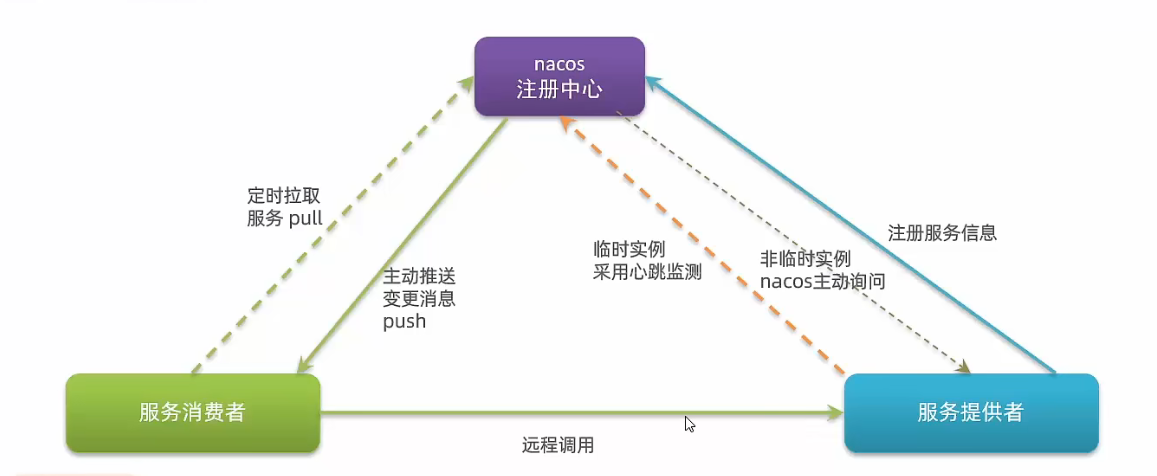 nacos
注册中心
定时拉取
服务 pull
主动推送
变更消息
push
临时实例
采用心跳监测
非临时实例
nacos主动询问
注册服务信息
服务消费者
远程调用
服务提供者